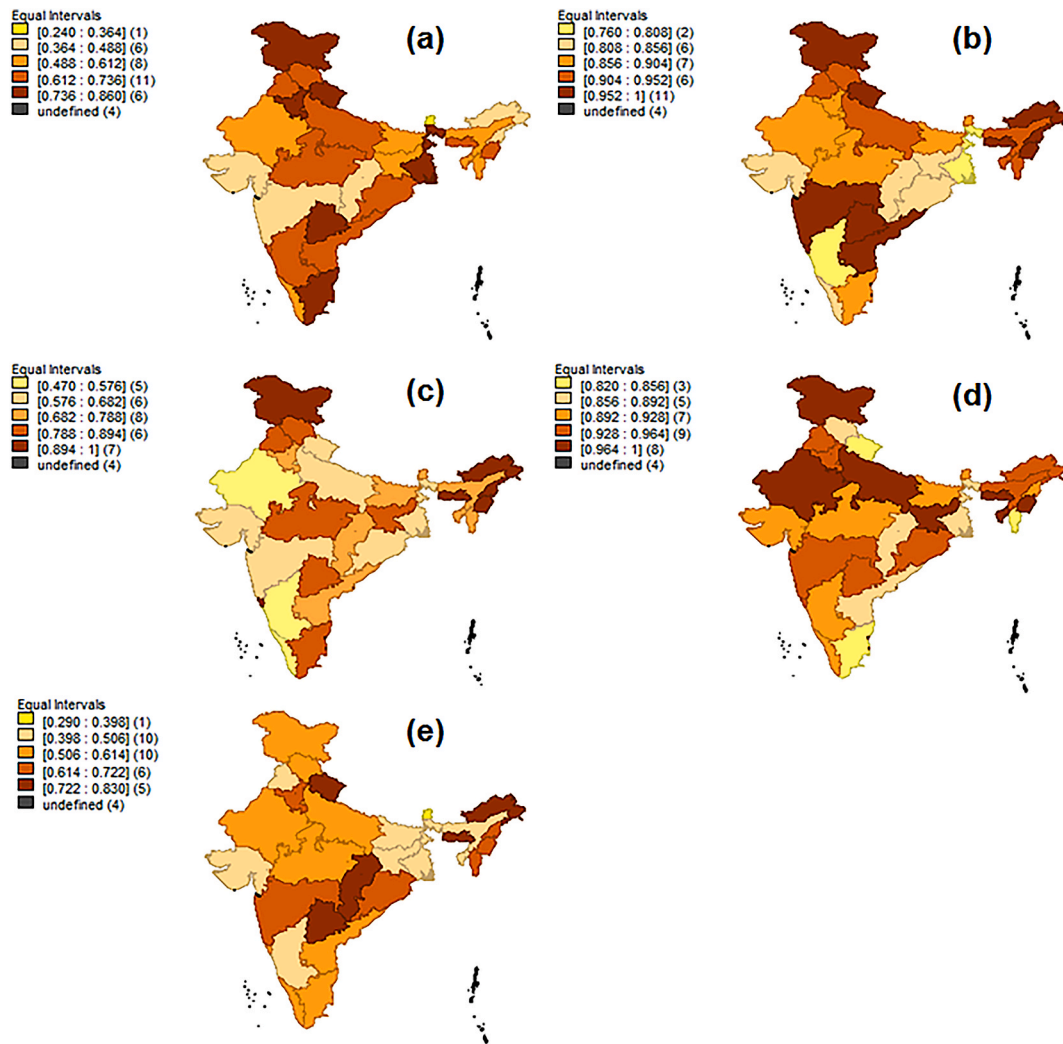 Equal Intervals
[0.240 : 0.364] (1)
[0.364 : 0.488] (6)
[0.488 : 0.612] (8)
[0.612 : 0.736] (11)
[0.736 : 0.860] (6)
undefined (4)
(a)
Equal Intervals
[0.760 : 0.808] (2)
[0.808 : 0.856] (6)
[0.856 : 0.904] (7)
[0.904 : 0.952] (6)
[0.952 : 1] (11)
undefined (4)
(b)
Equal Intervals
[0.470 : 0.576] (5)
[0.576 : 0.682] (6)
[0.682 : 0.788] (8)
[0.788 : 0.894] (6)
[0.894 : 1] (7)
undefined (4)
(c)
Equal Intervals
[0.820 : 0.856] (3)
[0.856 : 0.892] (5)
[0.892 : 0.928] (7)
[0.928 : 0.964] (9)
[0.964 : 1] (8)
undefined (4)
(d)
Equal Intervals
[0.290 : 0.398] (1)
[0.398 : 0.506] (10)
[0.506 : 0.614] (10)
[0.614 : 0.722] (6)
[0.722 : 0.830] (5)
undefined (4)
(e)